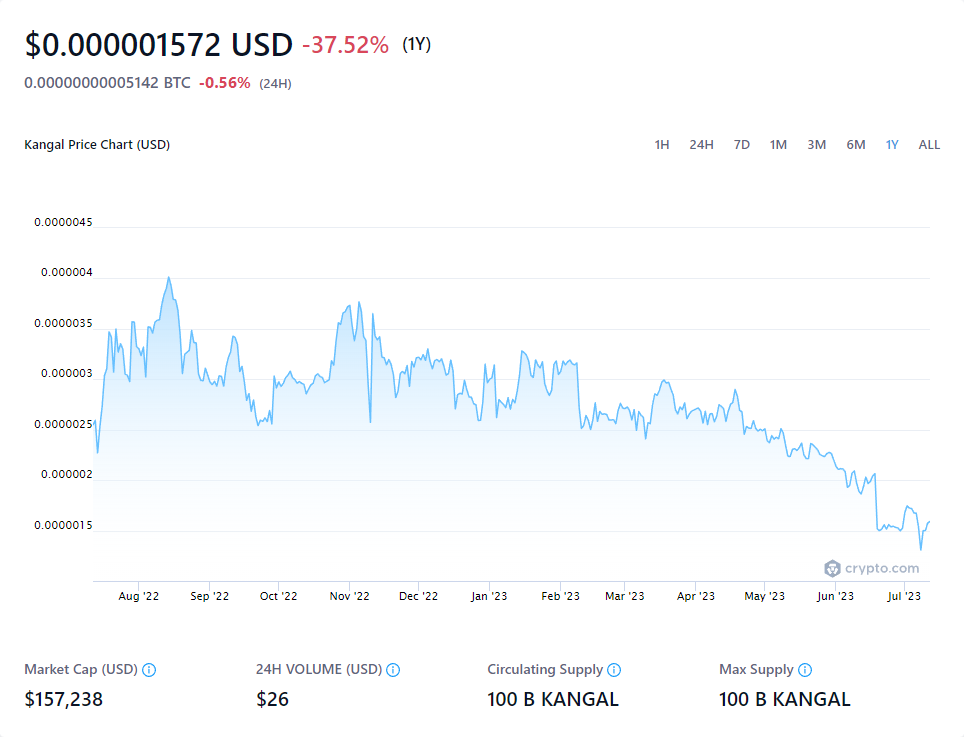 $0.000001572 USD -37.52% (1Y)
0.00000000005142 BTC -0.56% (24H)
Kangal Price Chart (USD) 1H 24H 7D 1M 3M 6M 1Y ALL
0.0000045
0.000004
0.0000035
0.000003
0.0000025
0.000002
0.0000015
crypto.com
Aug '22 Sep '22 Oct '22 Nov '22 Dec '22 Jan '23 Feb '23 Mar '23 Apr '23 May '23 Jun '23 Jul '23
Market Cap (USD) 24H VOLUME (USD) Circulating Supply Max Supply
$157,238 $26 100 B KANGAL 100 B KANGAL